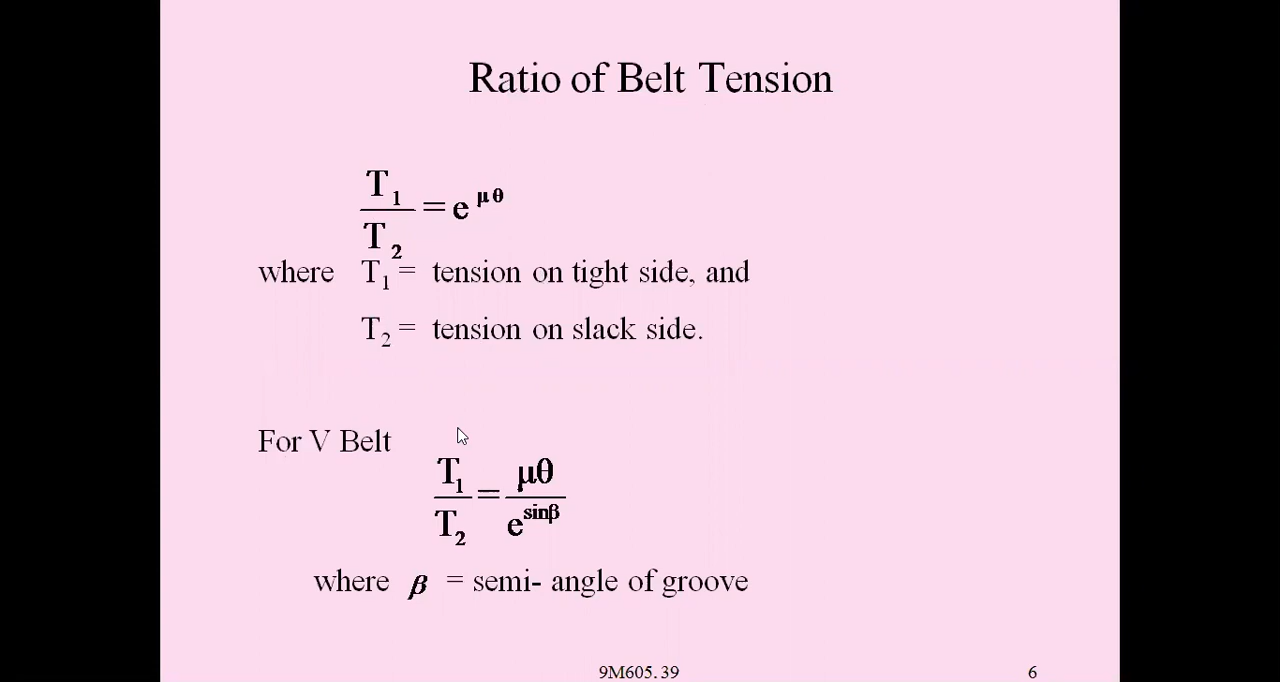 Ratio of Belt Tension
T₁/T₂ = e^μθ
where T₁ = tension on tight side, and
T₂ = tension on slack side.
For V Belt
T₁/T₂ = μθ/e^sinβ
where β = semi- angle of groove
9M605.39 6